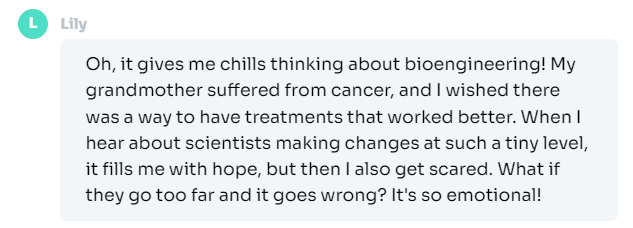 L
Lily
Oh, it gives me chills thinking about bioengineering! My
grandmother suffered from cancer, and I wished there
was a way to have treatments that worked better. When I
hear about scientists making changes at such a tiny level,
it fills me with hope, but then I also get scared. What if
they go too far and it goes wrong? It's so emotional!